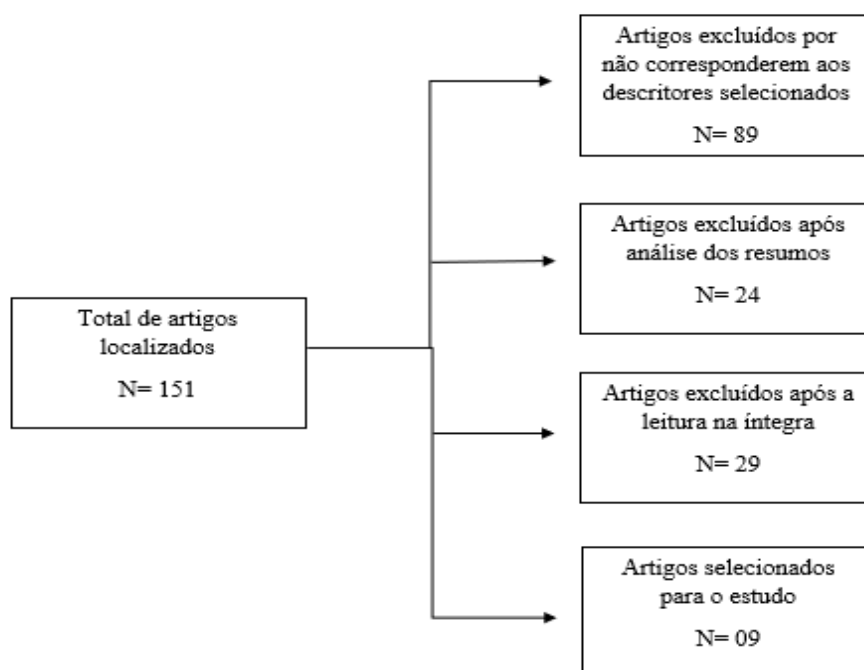 Artigos excluídos por
não corresponderem aos
descritores selecionados
N= 89
Artigos excluídos após
análise dos resumos
N= 24
Total de artigos
localizados
N= 151
Artigos excluídos após a
leitura na íntegra
N= 29
Artigos selecionados
para o estudo
N= 09